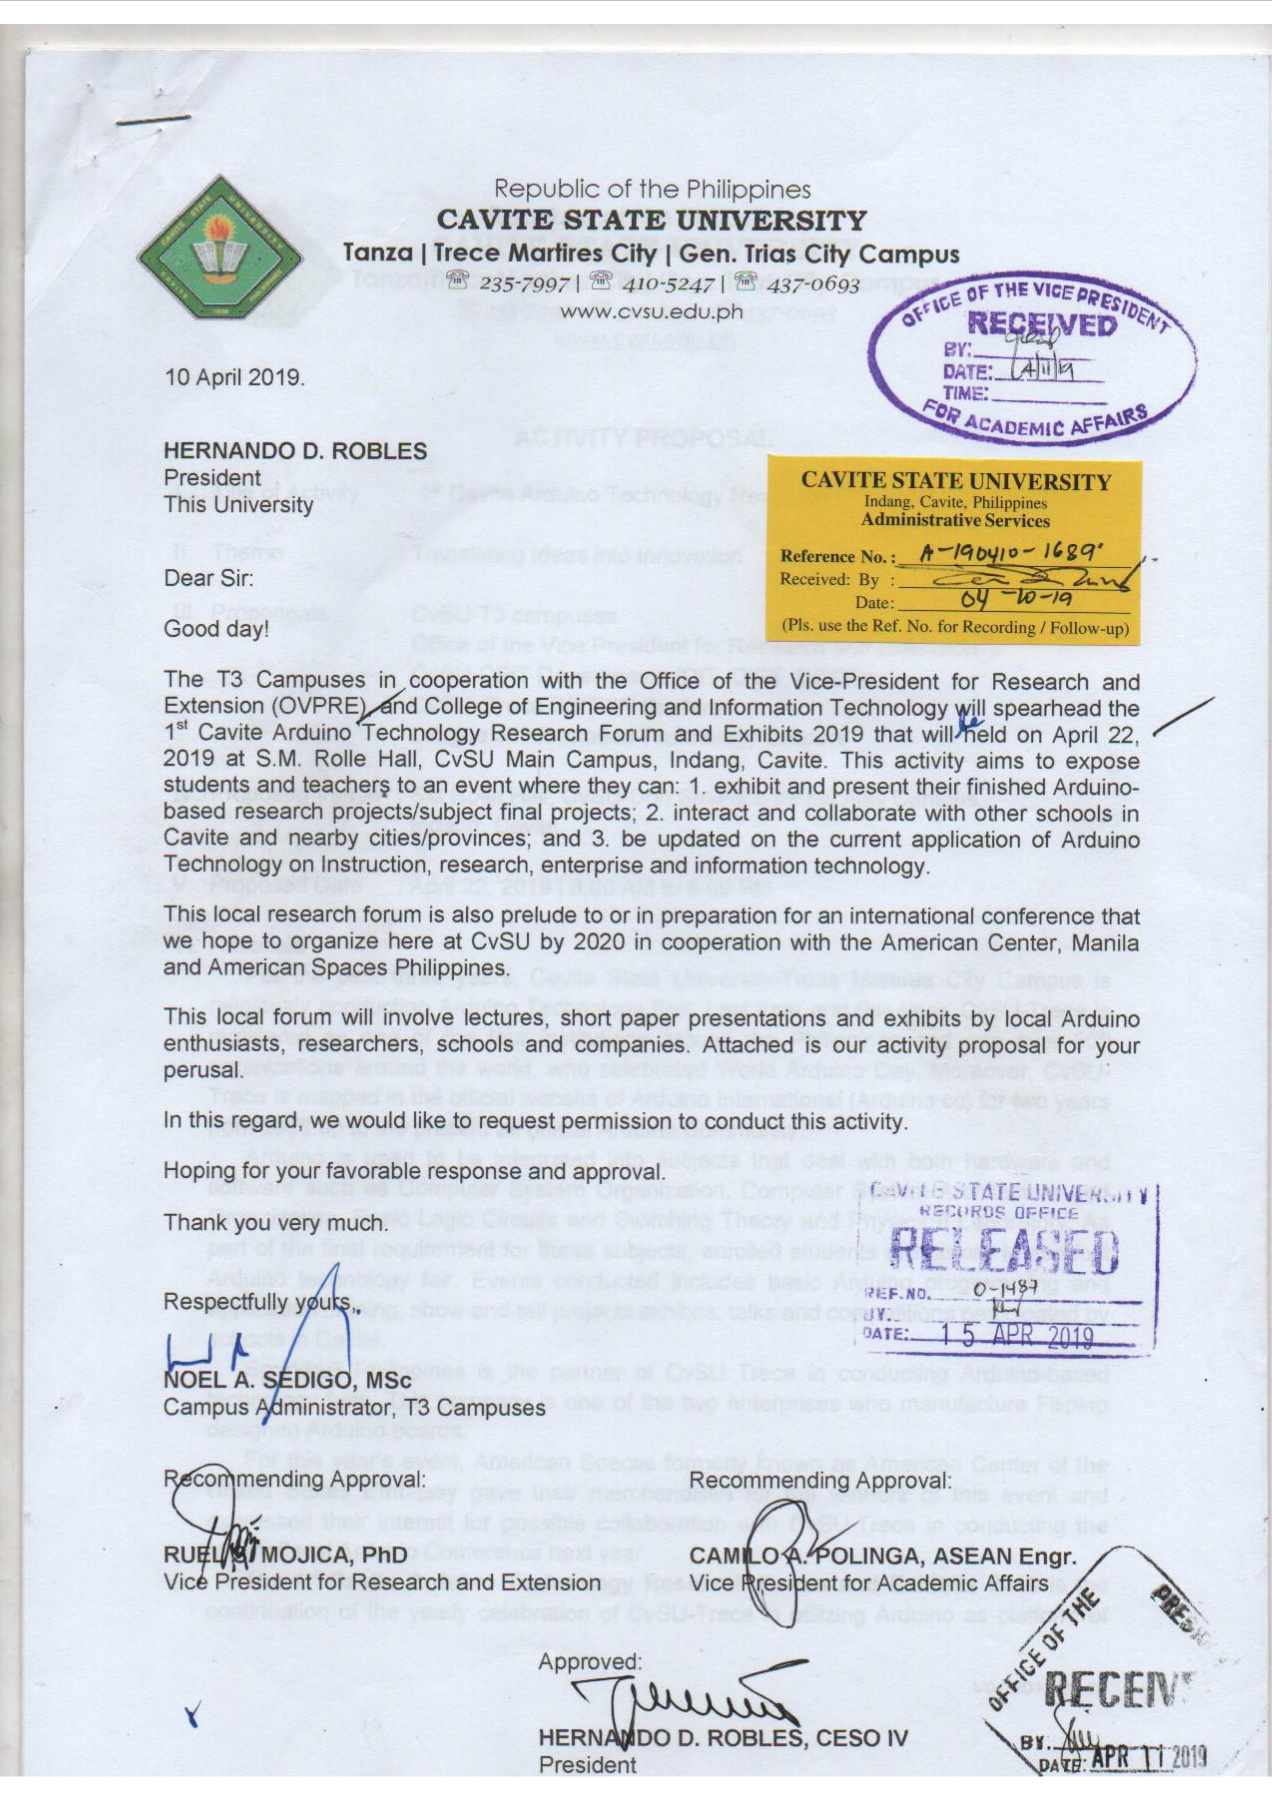 Republic of the Philippines
CAVITE STATE UNIVERSITY
Tanza | Trece Martires City | Gen. Trias City Campus
☏ 235-7997 | ☏ 410-5247 | ☏ 437-0693
www.cvsu.edu.ph
CAVITE STATE UNIVERSITY
PHILIPPINES
OFFICE OF THE VICE PRESIDENT
RECEIVED
BY:
DATE: 4/11/19
TIME:
FOR ACADEMIC AFFAIRS
10 April 2019.
HERNANDO D. ROBLES
President
This University
CAVITE STATE UNIVERSITY
Indang, Cavite, Philippines
Administrative Services
Reference No. : A-190410-1689
Received: By :
Date: 04-10-19
(Pls. use the Ref. No. for Recording / Follow-up)
Dear Sir:
Good day!
The T3 Campuses in cooperation with the Office of the Vice-President for Research and
Extension (OVPRE), and College of Engineering and Information Technology will spearhead the
1st Cavite Arduino Technology Research Forum and Exhibits 2019 that will be held on April 22,
2019 at S.M. Rolle Hall, CvSU Main Campus, Indang, Cavite. This activity aims to expose
students and teachers to an event where they can: 1. exhibit and present their finished Arduino-
based research projects/subject final projects; 2. interact and collaborate with other schools in
Cavite and nearby cities/provinces; and 3. be updated on the current application of Arduino
Technology on Instruction, research, enterprise and information technology.
This local research forum is also prelude to or in preparation for an international conference that
we hope to organize here at CvSU by 2020 in cooperation with the American Center, Manila
and American Spaces Philippines.
This local forum will involve lectures, short paper presentations and exhibits by local Arduino
enthusiasts, researchers, schools and companies. Attached is our activity proposal for your
perusal.
In this regard, we would like to request permission to conduct this activity.
Hoping for your favorable response and approval.
Thank you very much.
CAVITE STATE UNIVERSITY
RECORDS OFFICE
RELEASED
REF.NO. 0-1487
BY.
DATE: 15 APR 2019
Respectfully yours,.
NOEL A. SEDIGO, MSc
Campus Administrator, T3 Campuses
Recommending Approval:
RUEL MOJICA, PhD
Vice President for Research and Extension
Recommending Approval:
CAMILO A. POLINGA, ASEAN Engr.
Vice President for Academic Affairs
Approved:
HERNANDO D. ROBLES, CESO IV
President
OFFICE OF THE PRESI
RECEIV
BY.
DATE: APR 11 2019